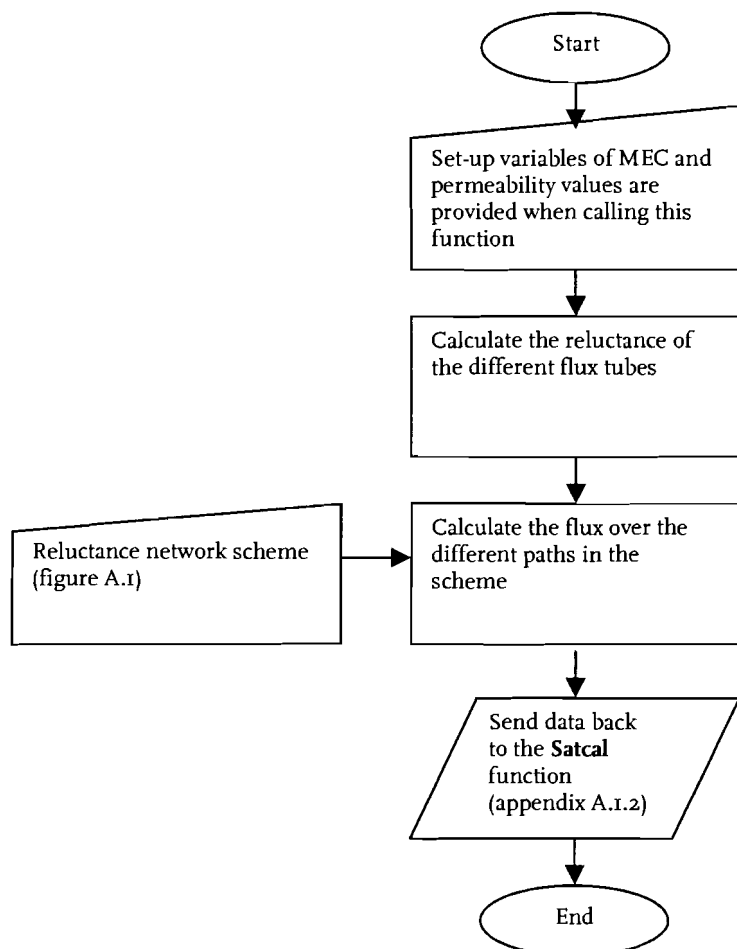 Start
Set-up variables of MEC and
permeability values are
provided when calling this
function
Calculate the reluctance of
the different flux tubes
Reluctance network scheme
(figure A.1)
Calculate the flux over the
different paths in the
scheme
Send data back
to the Satcal
function
(appendix A.1.2)
End